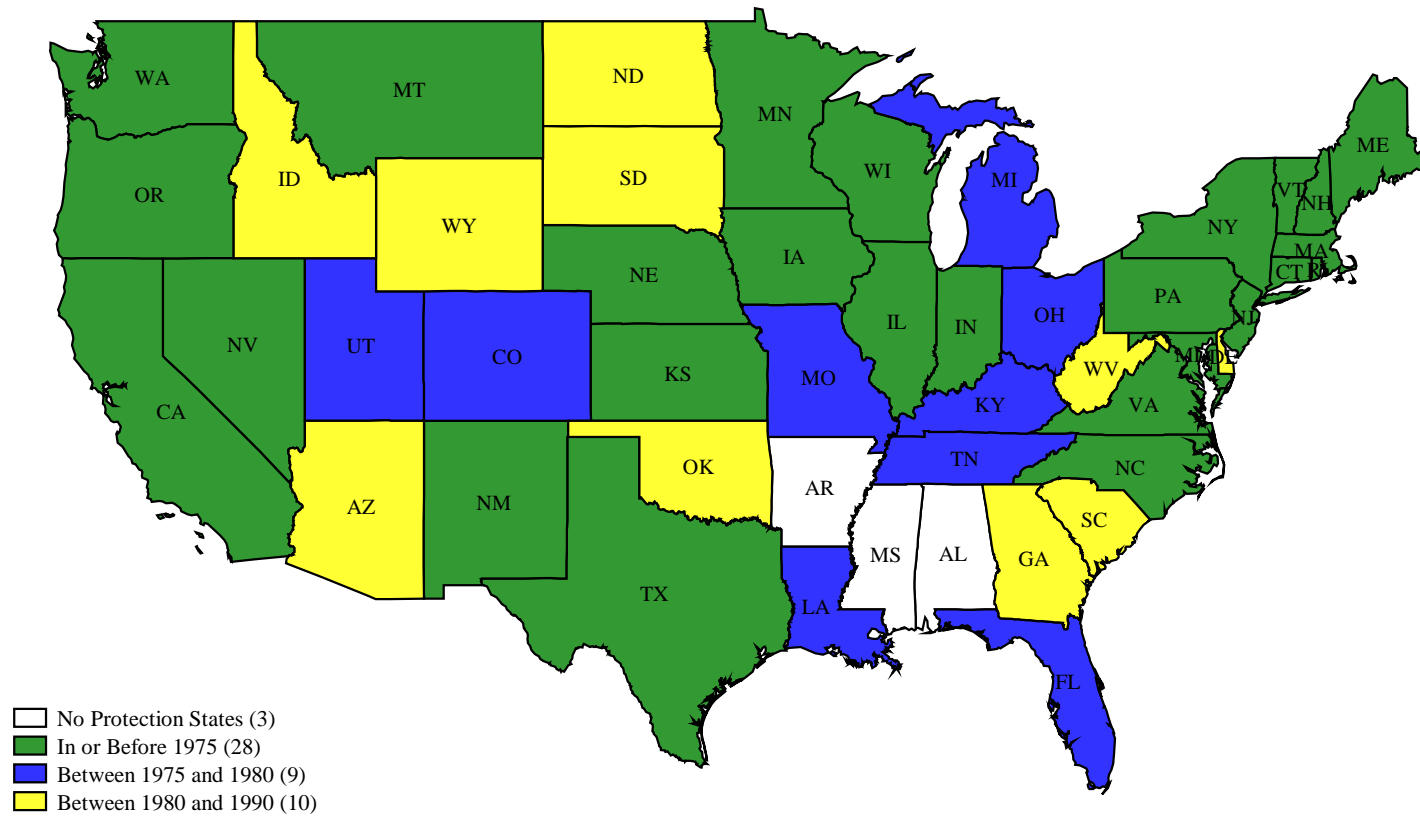 WA
MT
ND
MN
ME
OR
ID
SD
WI
MI
VT
NH
WY
NY
MA
CT
RI
IA
NE
PA
NV
UT
CO
IL
IN
OH
NJ
KS
MO
WV
MD
DE
CA
KY
VA
AZ
NM
OK
AR
TN
NC
SC
MS
AL
GA
TX
LA
FL
No Protection States (3)
In or Before 1975 (28)
Between 1975 and 1980 (9)
Between 1980 and 1990 (10)